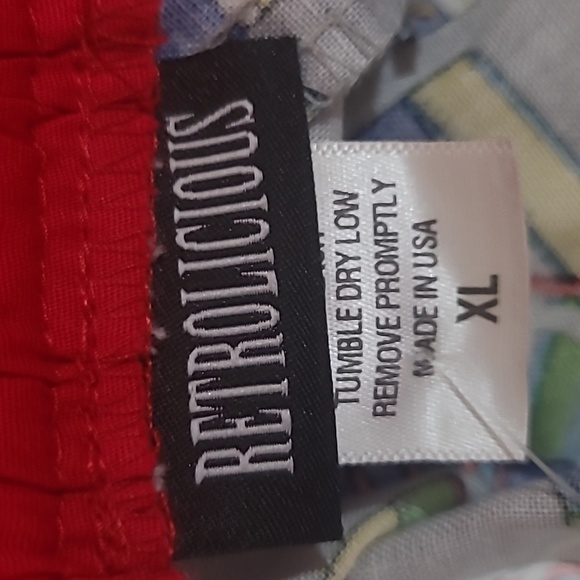 RETROLICIOUS
TUMBLE DRY LOW
REMOVE PROMPTLY
MADE IN USA
XL